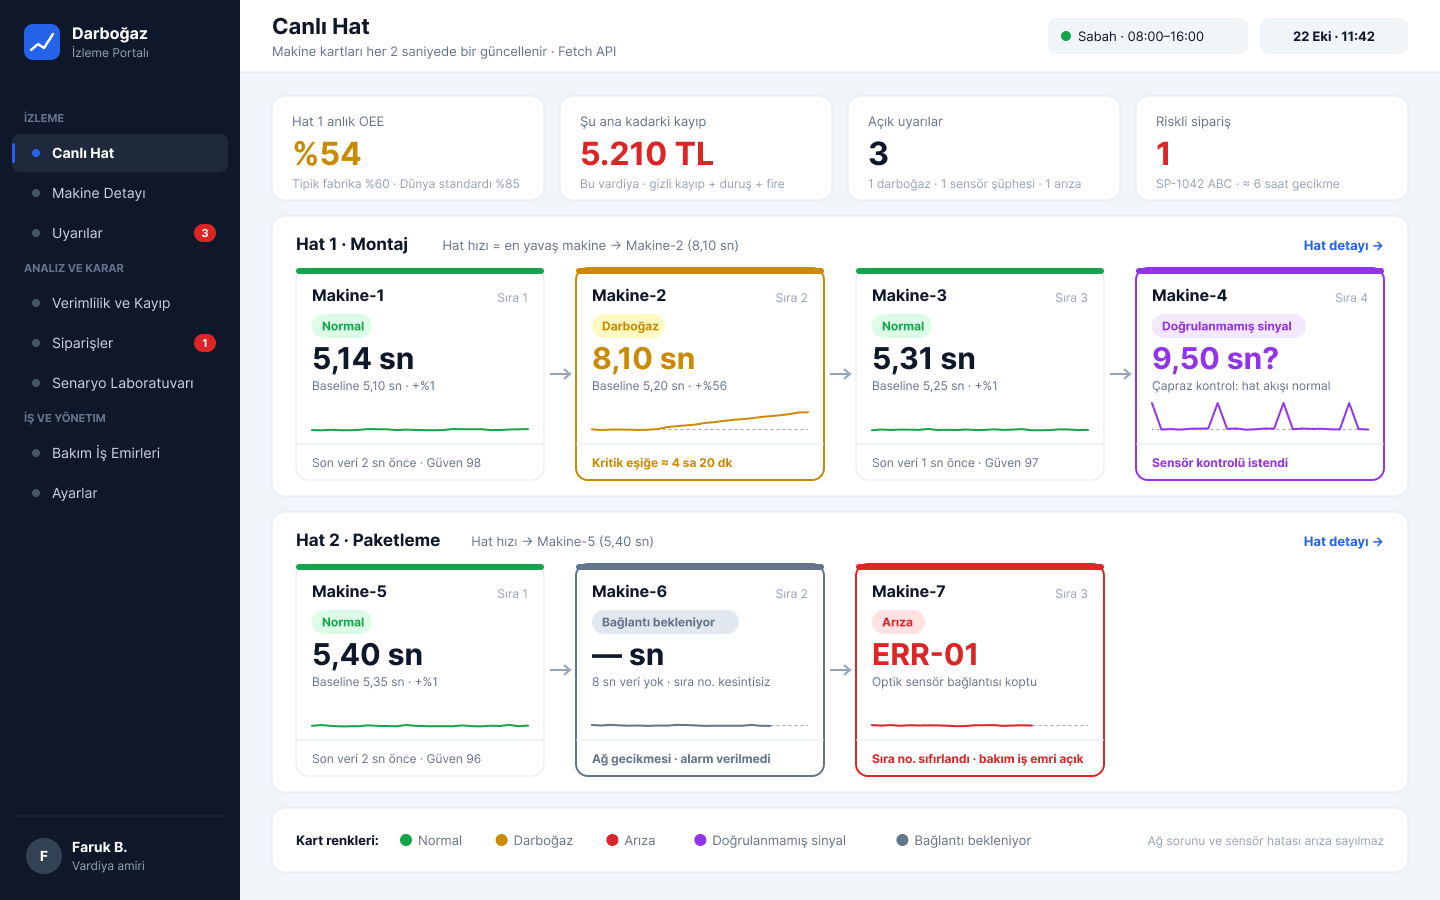 Darboğaz
İzleme Portalı
İZLEME
Canlı Hat
Makine Detayı
Uyarılar 3
ANALIZ VE KARAR
Verimlilik ve Kayıp
Siparişler 1
Senaryo Laboratuvarı
İŞ VE YÖNETIM
Bakım İş Emirleri
Ayarlar
F
Faruk B.
Vardiya amiri
Canlı Hat
Makine kartları her 2 saniyede bir güncellenir · Fetch API
Sabah · 08:00–16:00
22 Eki · 11:42
Hat 1 anlık OEE
%54
Tipik fabrika %60 · Dünya standardı %85
Şu ana kadarki kayıp
5.210 TL
Bu vardiya · gizli kayıp + duruş + fire
Açık uyarılar
3
1 darboğaz · 1 sensör şüphesi · 1 arıza
Riskli sipariş
1
SP-1042 ABC · ≈ 6 saat gecikme
Hat 1 · Montaj
Hat hızı = en yavaş makine → Makine-2 (8,10 sn)
Hat detayı →
Makine-1 Sıra 1
Normal
5,14 sn
Baseline 5,10 sn · +%1
Son veri 2 sn önce · Güven 98
→
Makine-2 Sıra 2
Darboğaz
8,10 sn
Baseline 5,20 sn · +%56
Kritik eşiğe ≈ 4 sa 20 dk
→
Makine-3 Sıra 3
Normal
5,31 sn
Baseline 5,25 sn · +%1
Son veri 1 sn önce · Güven 97
→
Makine-4 Sıra 4
Doğrulanmamış sinyal
9,50 sn?
Çapraz kontrol: hat akışı normal
Sensör kontrolü istendi
Hat 2 · Paketleme
Hat hızı → Makine-5 (5,40 sn)
Hat detayı →
Makine-5 Sıra 1
Normal
5,40 sn
Baseline 5,35 sn · +%1
Son veri 2 sn önce · Güven 96
→
Makine-6 Sıra 2
Bağlantı bekleniyor
— sn
8 sn veri yok · sıra no. kesintisiz
Ağ gecikmesi · alarm verilmedi
→
Makine-7 Sıra 3
Arıza
ERR-01
Optik sensör bağlantısı koptu
Sıra no. sıfırlandı · bakım iş emri açık
Kart renkleri:
Normal
Darboğaz
Arıza
Doğrulanmamış sinyal
Bağlantı bekleniyor
Ağ sorunu ve sensör hatası arıza sayılmaz